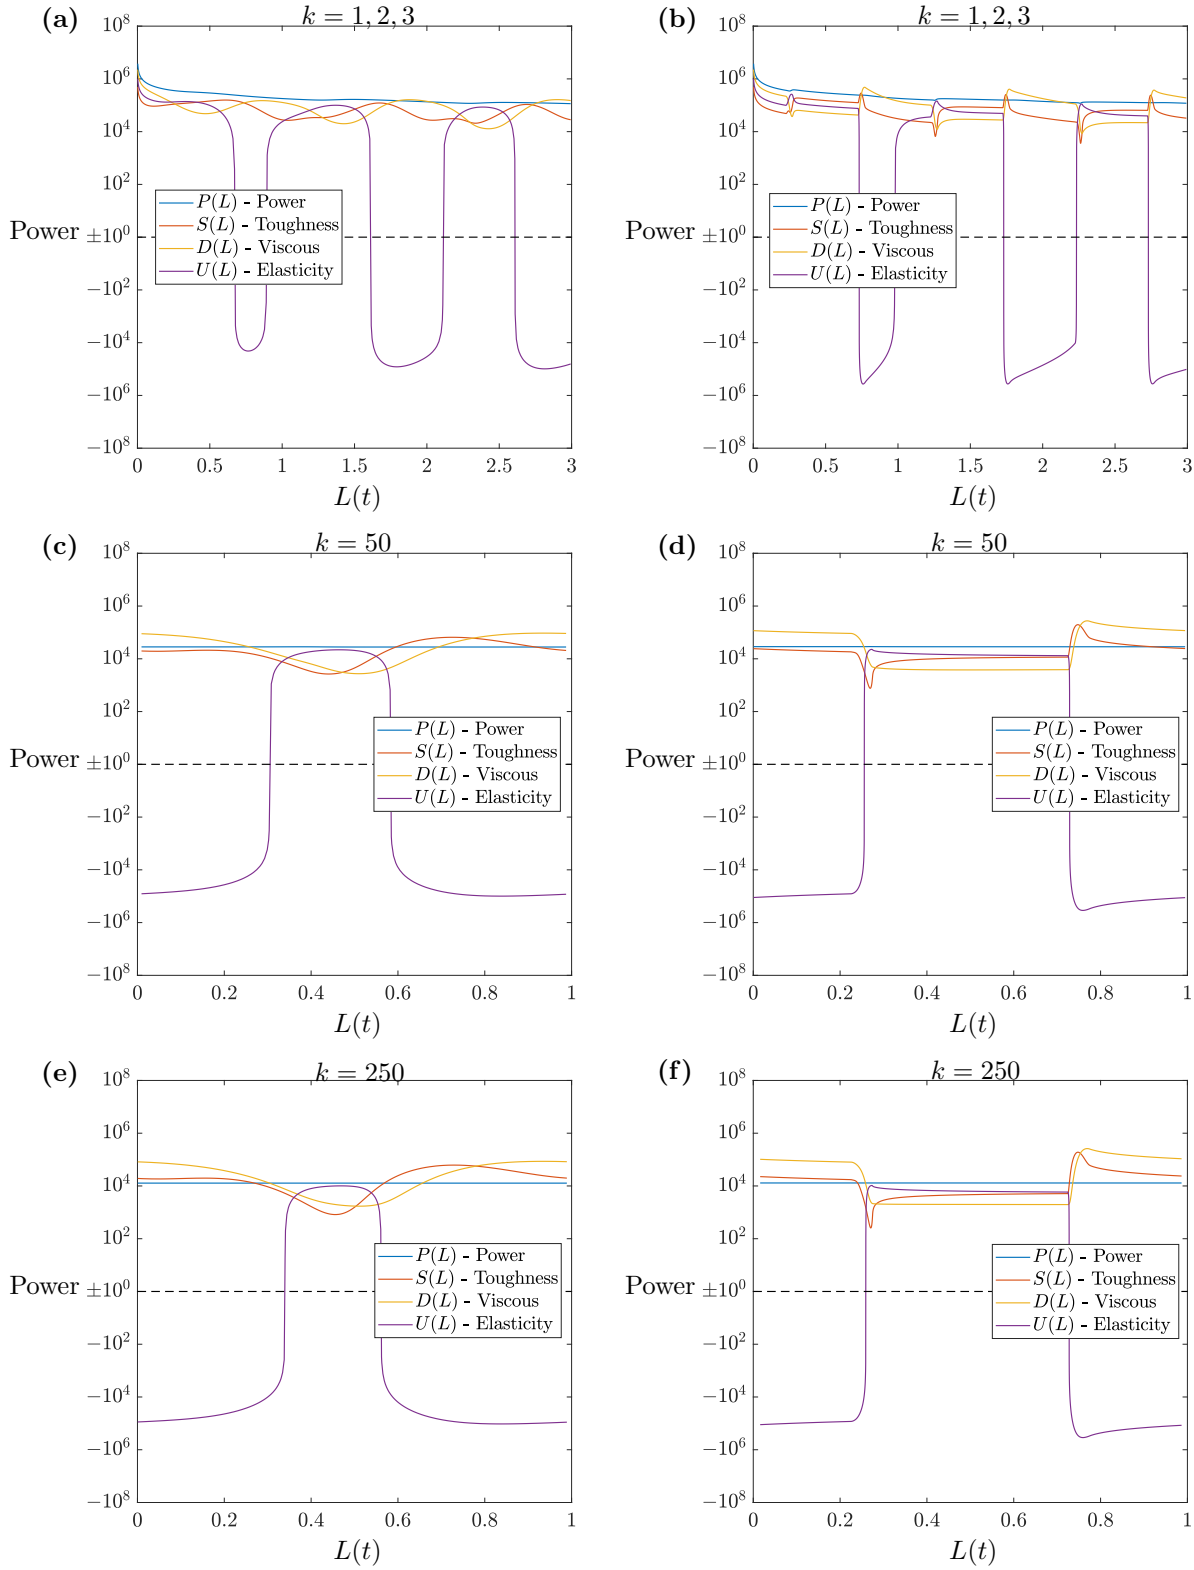 (a)
k = 1, 2, 3
10^8
10^6
10^4
10^2
Power ±10^0
−10^2
−10^4
−10^6
−10^8
P(L) - Power
S(L) - Toughness
D(L) - Viscous
U(L) - Elasticity
0 0.5 1 1.5 2 2.5 3
L(t)
(b)
k = 1, 2, 3
10^8
10^6
10^4
10^2
Power ±10^0
−10^2
−10^4
−10^6
−10^8
P(L) - Power
S(L) - Toughness
D(L) - Viscous
U(L) - Elasticity
0 0.5 1 1.5 2 2.5 3
L(t)
(c)
k = 50
10^8
10^6
10^4
10^2
Power ±10^0
−10^2
−10^4
−10^6
−10^8
P(L) - Power
S(L) - Toughness
D(L) - Viscous
U(L) - Elasticity
0 0.2 0.4 0.6 0.8 1
L(t)
(d)
k = 50
10^8
10^6
10^4
10^2
Power ±10^0
−10^2
−10^4
−10^6
−10^8
P(L) - Power
S(L) - Toughness
D(L) - Viscous
U(L) - Elasticity
0 0.2 0.4 0.6 0.8 1
L(t)
(e)
k = 250
10^8
10^6
10^4
10^2
Power ±10^0
−10^2
−10^4
−10^6
−10^8
P(L) - Power
S(L) - Toughness
D(L) - Viscous
U(L) - Elasticity
0 0.2 0.4 0.6 0.8 1
L(t)
(f)
k = 250
10^8
10^6
10^4
10^2
Power ±10^0
−10^2
−10^4
−10^6
−10^8
P(L) - Power
S(L) - Toughness
D(L) - Viscous
U(L) - Elasticity
0 0.2 0.4 0.6 0.8 1
L(t)